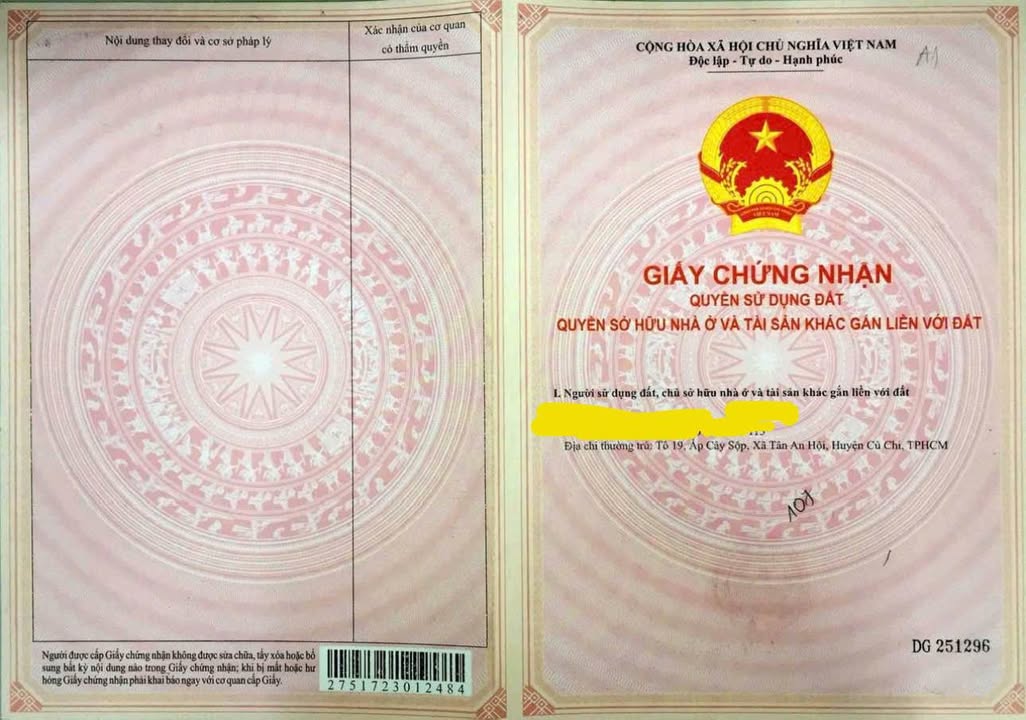 Nội dung thay đổi và cơ sở pháp lý
Xác nhận của cơ quan
có thẩm quyền
Người được cấp Giấy chứng nhận không được sửa chữa, tẩy xóa hoặc bổ
sung bất kỳ nội dung nào trong Giấy chứng nhận; khi bị mất hoặc hư
hỏng Giấy chứng nhận phải khai báo ngay với cơ quan cấp Giấy.
2751723012484
CỘNG HÒA XÃ HỘI CHỦ NGHĨA VIỆT NAM
Độc lập - Tự do - Hạnh phúc
A1
VIỆT NAM
GIẤY CHỨNG NHẬN
QUYỀN SỬ DỤNG ĐẤT
QUYỀN SỞ HỮU NHÀ Ở VÀ TÀI SẢN KHÁC GẮN LIỀN VỚI ĐẤT
I. Người sử dụng đất, chủ sở hữu nhà ở và tài sản khác gắn liền với đất
Địa chỉ thường trú: Tổ 19, Ấp Cây Sộp, Xã Tân An Hội, Huyện Củ Chi, TPHCM
DG 251296